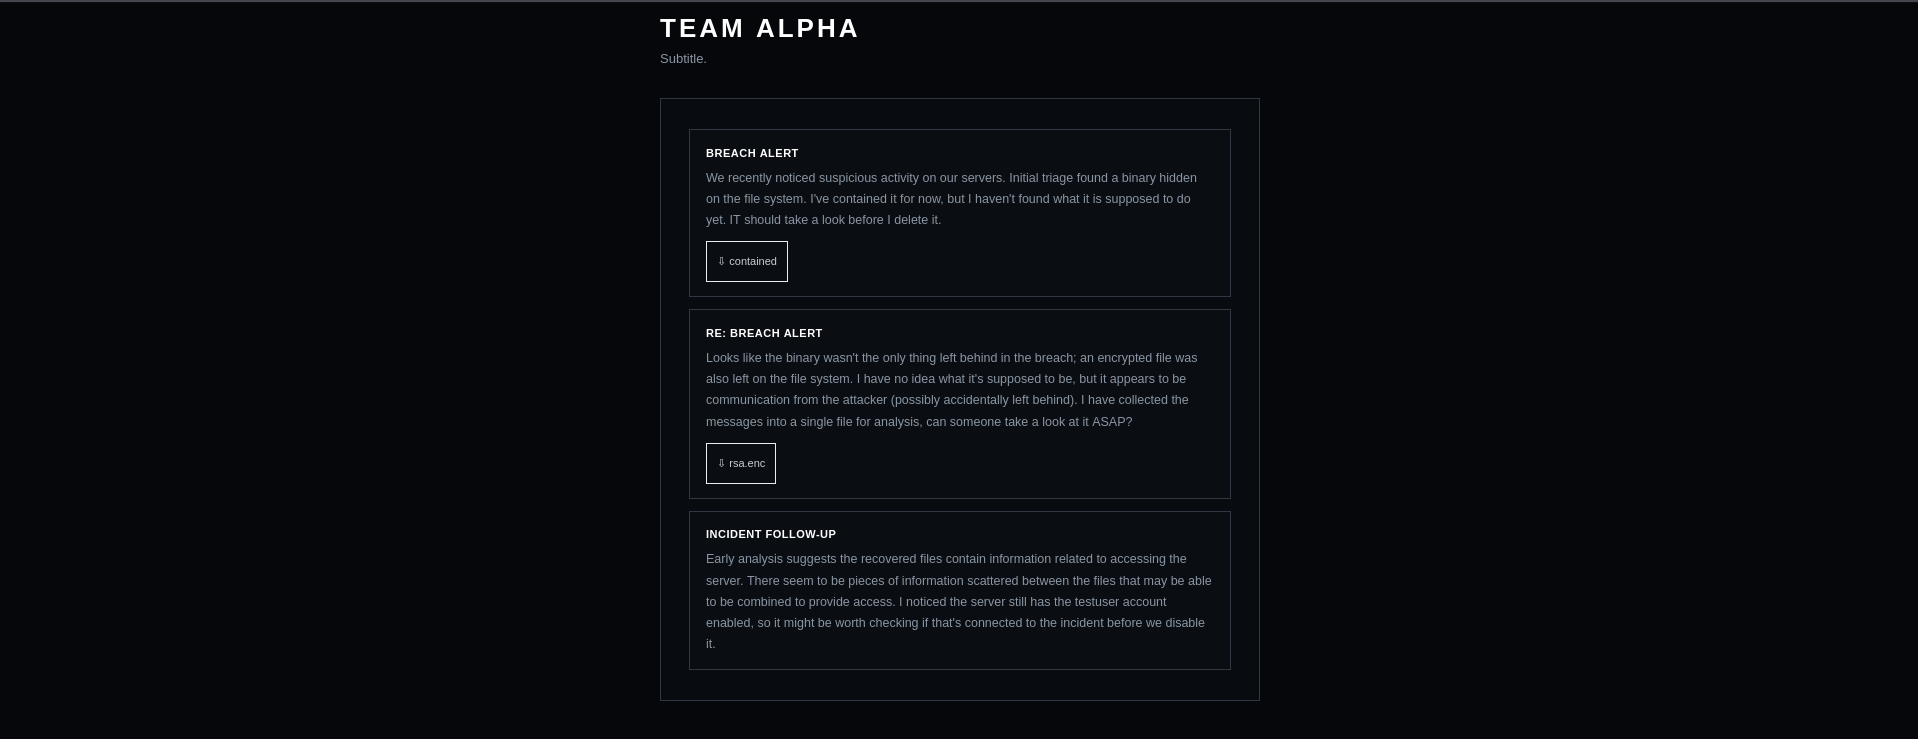 TEAM ALPHA
Subtitle.
BREACH ALERT
We recently noticed suspicious activity on our servers. Initial triage found a binary hidden
on the file system. I've contained it for now, but I haven't found what it is supposed to do
yet. IT should take a look before I delete it.
⇩ contained
RE: BREACH ALERT
Looks like the binary wasn't the only thing left behind in the breach; an encrypted file was
also left on the file system. I have no idea what it's supposed to be, but it appears to be
communication from the attacker (possibly accidentally left behind). I have collected the
messages into a single file for analysis, can someone take a look at it ASAP?
⇩ rsa.enc
INCIDENT FOLLOW-UP
Early analysis suggests the recovered files contain information related to accessing the
server. There seem to be pieces of information scattered between the files that may be able
to be combined to provide access. I noticed the server still has the testuser account
enabled, so it might be worth checking if that's connected to the incident before we disable
it.